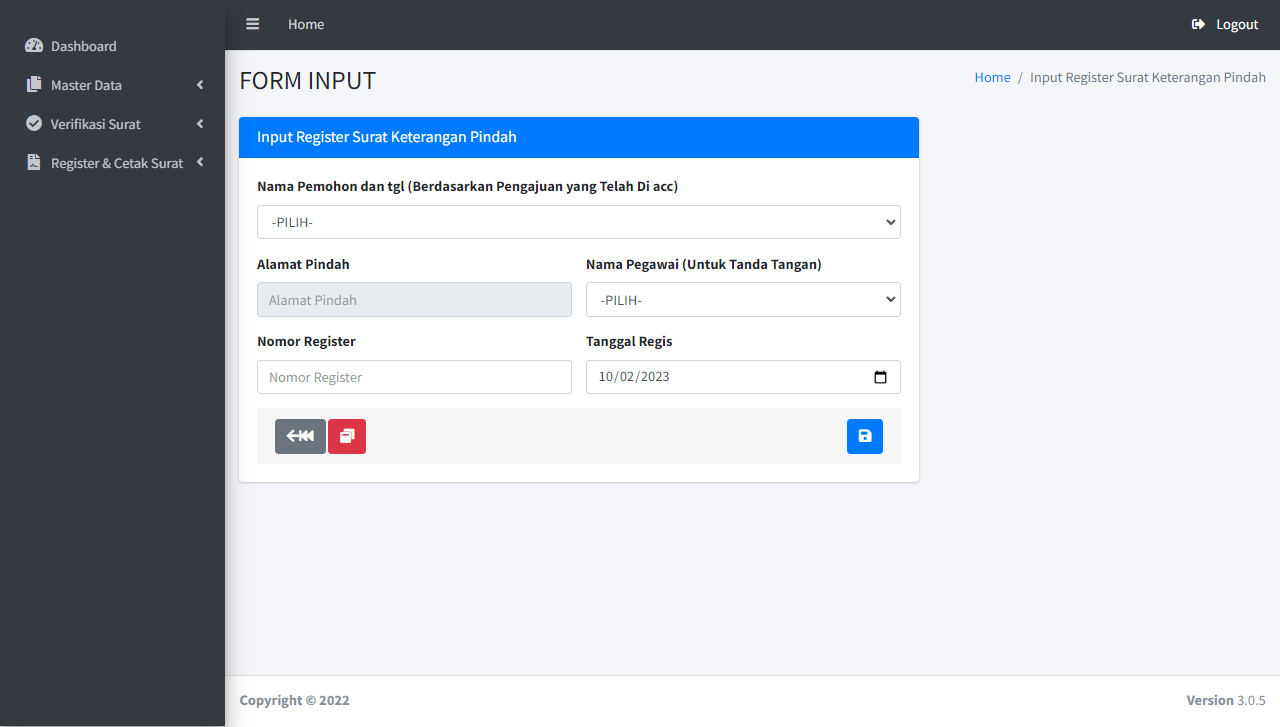 Home
Logout
Dashboard
Master Data
Verifikasi Surat
Register & Cetak Surat
FORM INPUT
Home / Input Register Surat Keterangan Pindah
Input Register Surat Keterangan Pindah
Nama Pemohon dan tgl (Berdasarkan Pengajuan yang Telah Di acc)
-PILIH-
Alamat Pindah
Nama Pegawai (Untuk Tanda Tangan)
Alamat Pindah
-PILIH-
Nomor Register
Tanggal Regis
Nomor Register
10/02/2023
Copyright © 2022
Version 3.0.5